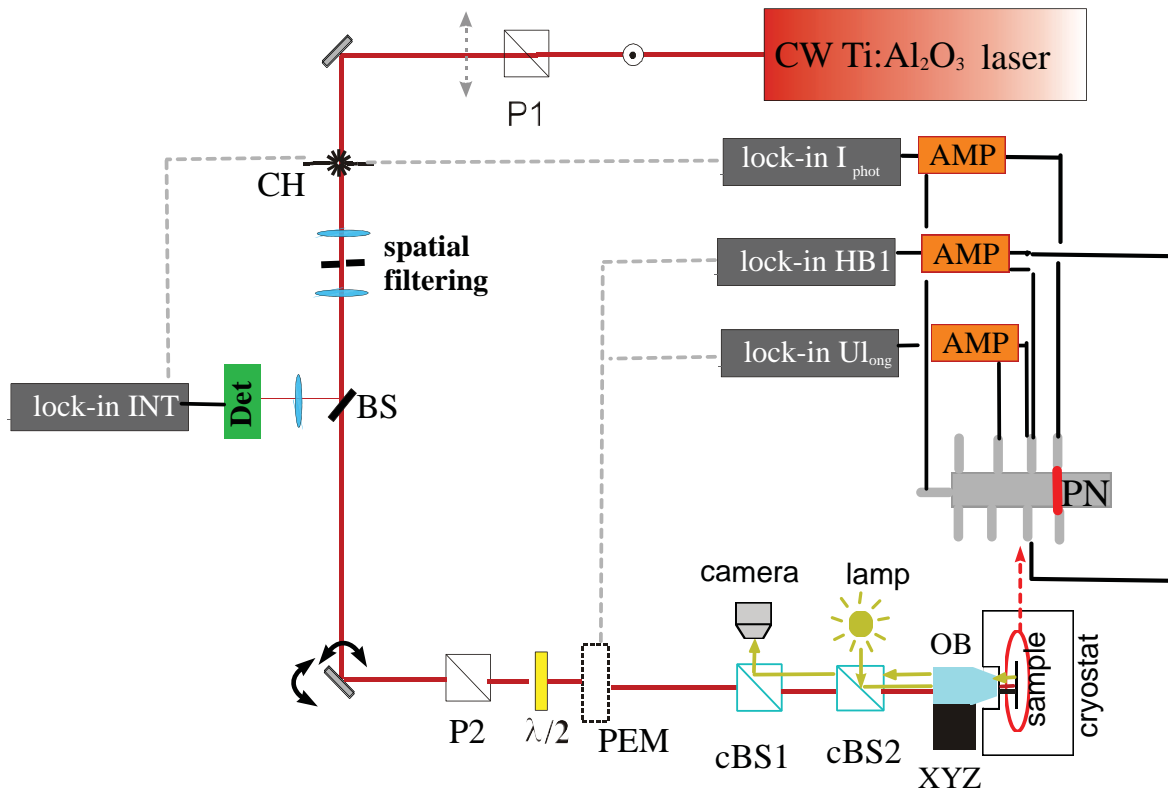 CW Ti:Al₂O₃ laser
P1
lock-in I phot
AMP
CH
spatial
filtering
lock-in HB1
AMP
lock-in Ulong
AMP
lock-in INT
Det
BS
PN
camera
lamp
OB
sample
cryostat
P2
λ/2
PEM
cBS1
cBS2
XYZ